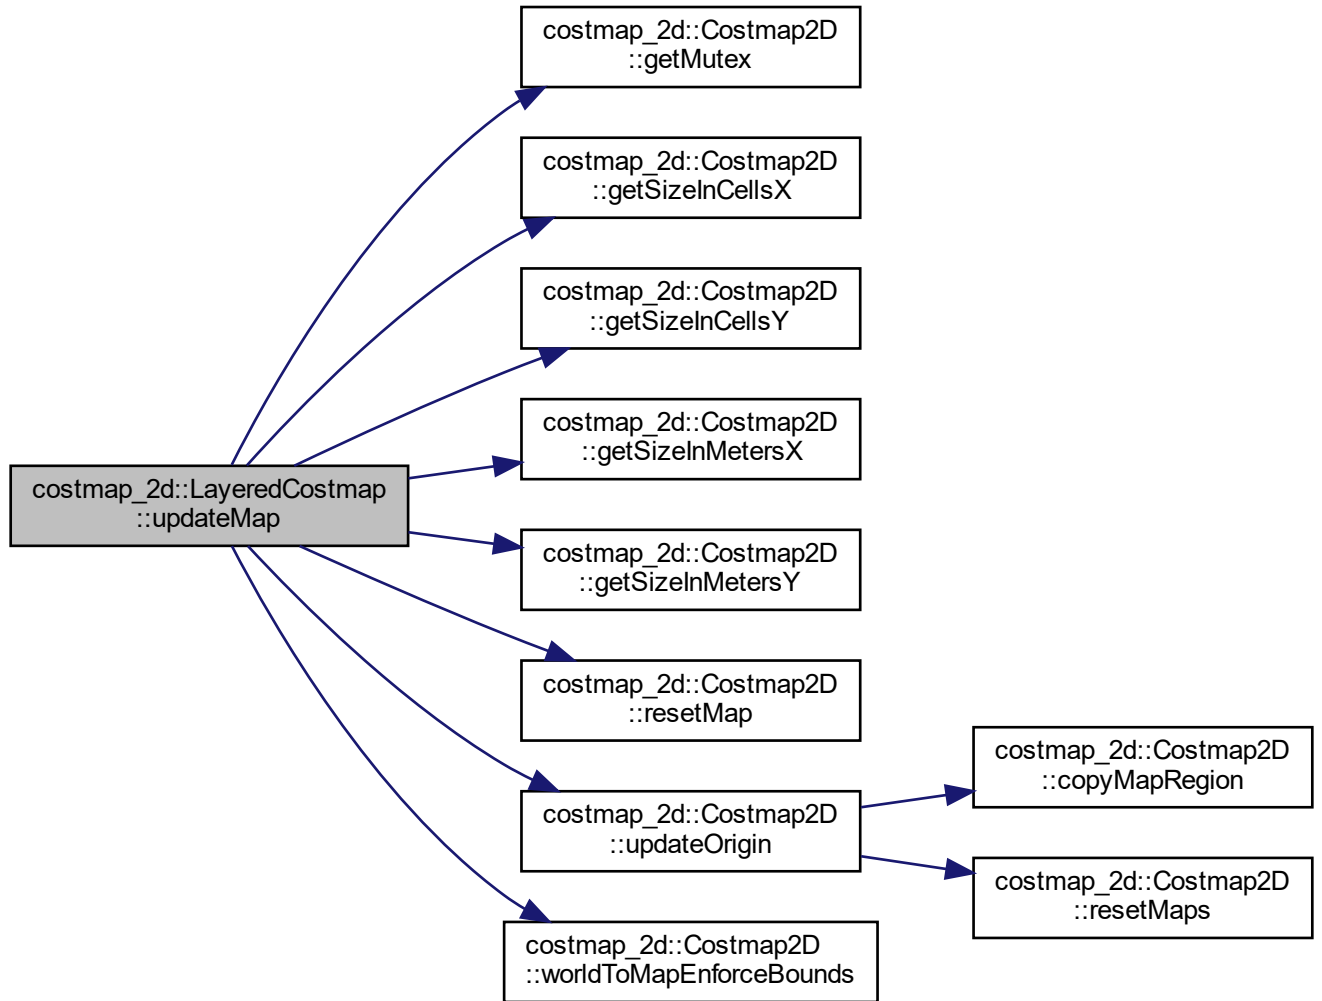 costmap_2d::Costmap2D
::getMutex
costmap_2d::Costmap2D
::getSizeInCellsX
costmap_2d::Costmap2D
::getSizeInCellsY
costmap_2d::Costmap2D
::getSizeInMetersX
costmap_2d::LayeredCostmap
::updateMap
costmap_2d::Costmap2D
::getSizeInMetersY
costmap_2d::Costmap2D
::resetMap
costmap_2d::Costmap2D
::updateOrigin
costmap_2d::Costmap2D
::copyMapRegion
costmap_2d::Costmap2D
::resetMaps
costmap_2d::Costmap2D
::worldToMapEnforceBounds